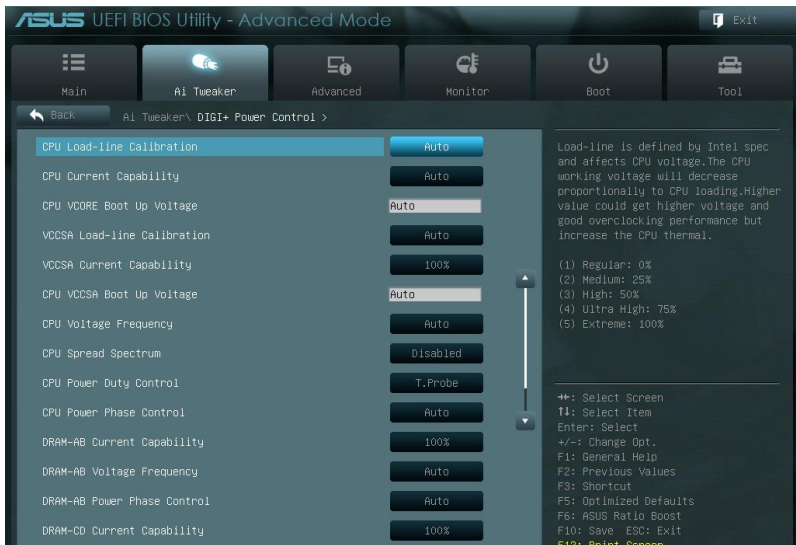 ASUS UEFI BIOS Utility - Advanced Mode
Exit
Main
Ai Tweaker
Advanced
Monitor
Boot
Tool
Back
Ai Tweaker\ DIGI+ Power Control >
CPU Load-line Calibration Auto
CPU Current Capability Auto
CPU VCORE Boot Up Voltage Auto
VCCSA Load-line Calibration Auto
VCCSA Current Capability 100%
CPU VCCSA Boot Up Voltage Auto
CPU Voltage Frequency Auto
CPU Spread Spectrum Disabled
CPU Power Duty Control T.Probe
CPU Power Phase Control Auto
DRAM-AB Current Capability 100%
DRAM-AB Voltage Frequency Auto
DRAM-AB Power Phase Control Auto
DRAM-CD Current Capability 100%
Load-line is defined by Intel spec
and affects CPU voltage.The CPU
working voltage will decrease
proportionally to CPU loading.Higher
value could get higher voltage and
good overclocking performance but
increase the CPU thermal.
(1) Regular: 0%
(2) Medium: 25%
(3) High: 50%
(4) Ultra High: 75%
(5) Extreme: 100%
→←: Select Screen
↑↓: Select Item
Enter: Select
+/-: Change Opt.
F1: General Help
F2: Previous Values
F3: Shortcut
F5: Optimized Defaults
F6: ASUS Ratio Boost
F10: Save ESC: Exit
F12: Print Screen